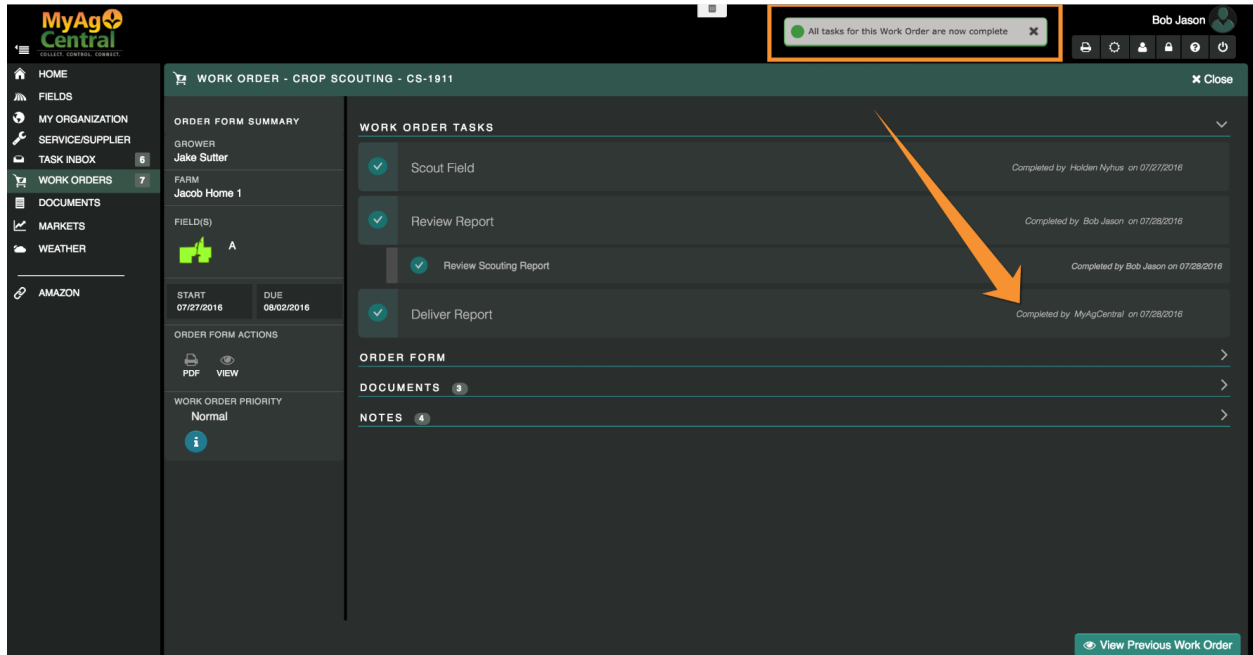 MyAg
Central
COLLECT. CONTROL. CONNECT.
All tasks for this Work Order are now complete
Bob Jason
HOME
FIELDS
MY ORGANIZATION
SERVICE/SUPPLIER
TASK INBOX 6
WORK ORDERS 7
DOCUMENTS
MARKETS
WEATHER
AMAZON
WORK ORDER - CROP SCOUTING - CS-1911
Close
ORDER FORM SUMMARY
GROWER
Jake Sutter
FARM
Jacob Home 1
FIELD(S)
A
START DUE
07/27/2016 08/02/2016
ORDER FORM ACTIONS
PDF VIEW
WORK ORDER PRIORITY
Normal
WORK ORDER TASKS
Scout Field Completed by Holden Nyhus on 07/27/2016
Review Report Completed by Bob Jason on 07/28/2016
Review Scouting Report Completed by Bob Jason on 07/28/2016
Deliver Report Completed by MyAgCentral on 07/28/2016
ORDER FORM
DOCUMENTS 3
NOTES 4
View Previous Work Order